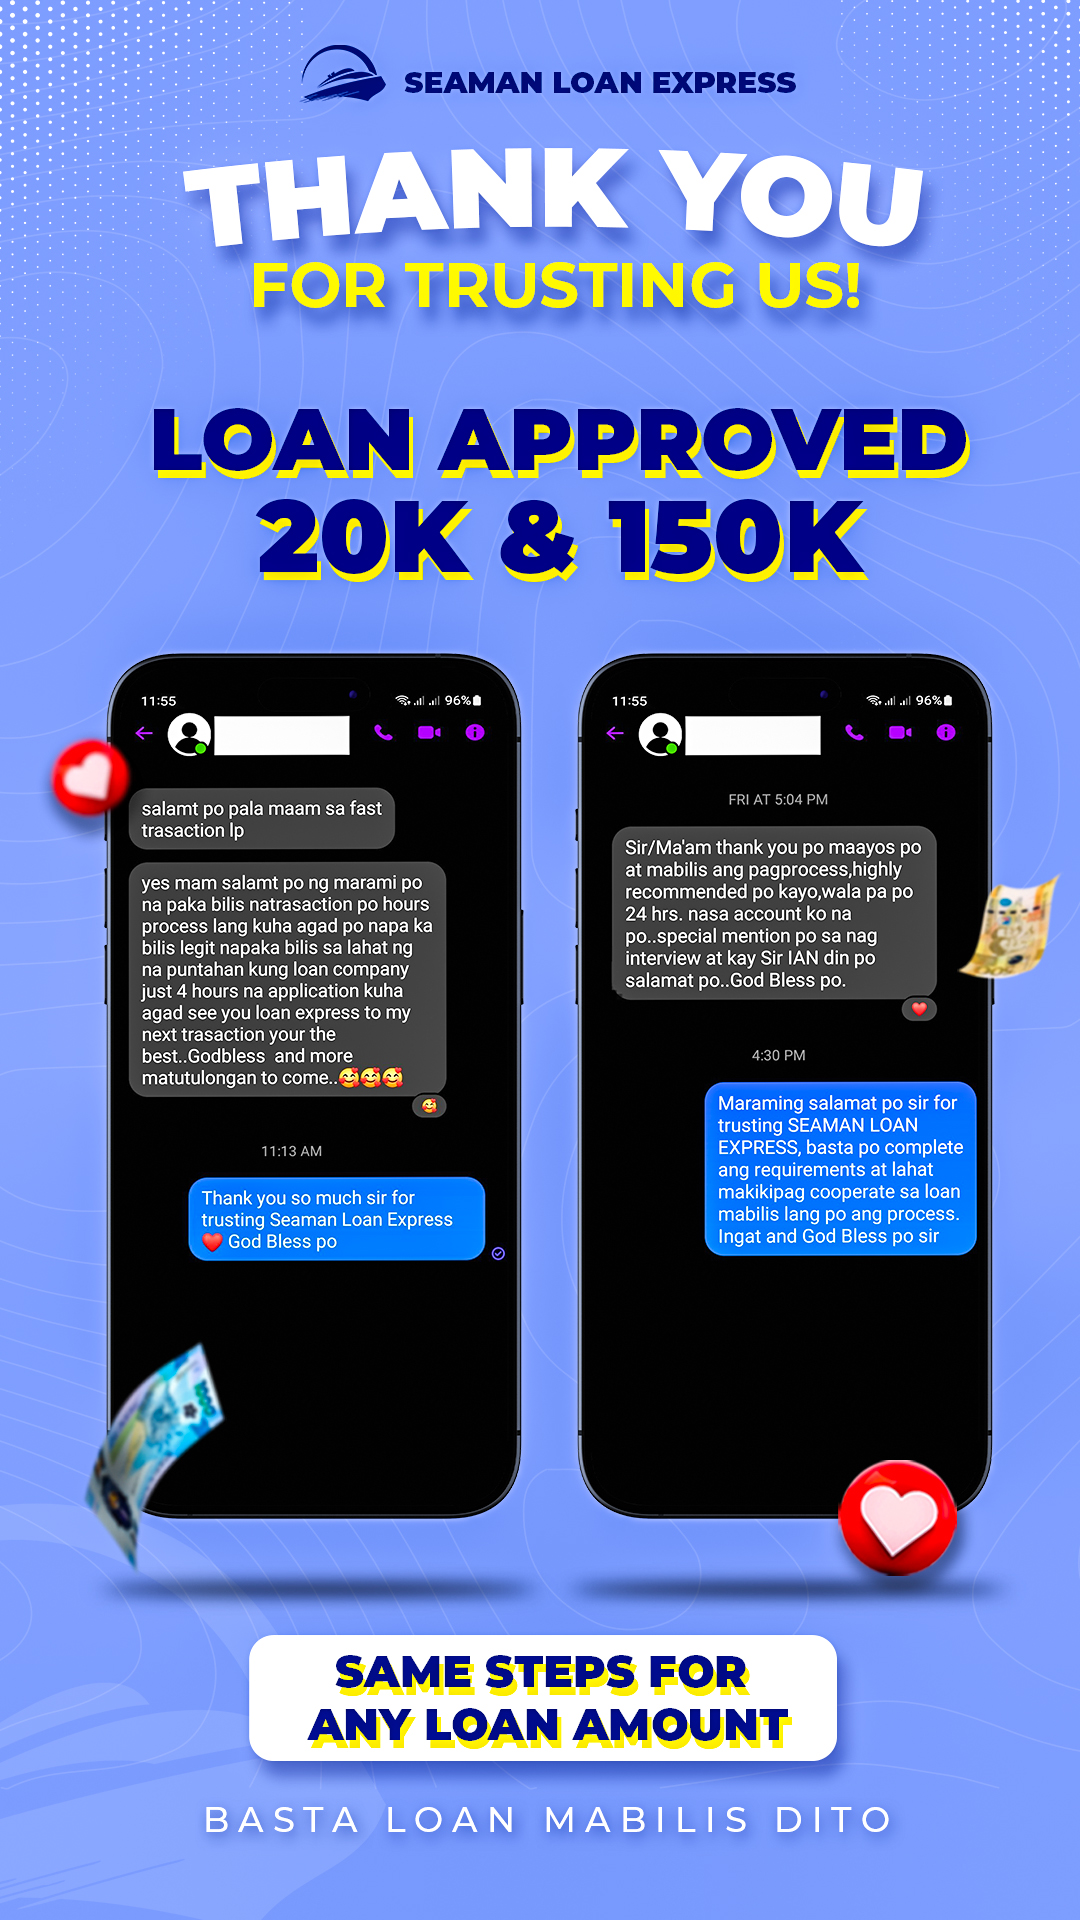 SEAMAN LOAN EXPRESS
THANK YOU
FOR TRUSTING US!
LOAN APPROVED
20K & 150K
11:55
96%
salamt po pala maam sa fast
trasaction lp
yes mam salamt po ng marami po
na paka bilis natrasaction po hours
process lang kuha agad po napa ka
bilis legit napaka bilis sa lahat ng
na puntahan kung loan company
just 4 hours na application kuha
agad see you loan express to my
next trasaction your the
best..Godbless and more
matutulongan to come..🥰🥰🥰
🥰
11:13 AM
Thank you so much sir for
trusting Seaman Loan Express
❤️ God Bless po
11:55
96%
FRI AT 5:04 PM
Sir/Ma'am thank you po maayos po
at mabilis ang pagprocess,highly
recommended po kayo,wala pa po
24 hrs. nasa account ko na
po..special mention po sa nag
interview at kay Sir IAN din po
salamat po..God Bless po.
❤️
4:30 PM
Maraming salamat po sir for
trusting SEAMAN LOAN
EXPRESS, basta po complete
ang requirements at lahat
makikipag cooperate sa loan
mabilis lang po ang process.
Ingat and God Bless po sir
SAME STEPS FOR
ANY LOAN AMOUNT
BASTA LOAN MABILIS DITO